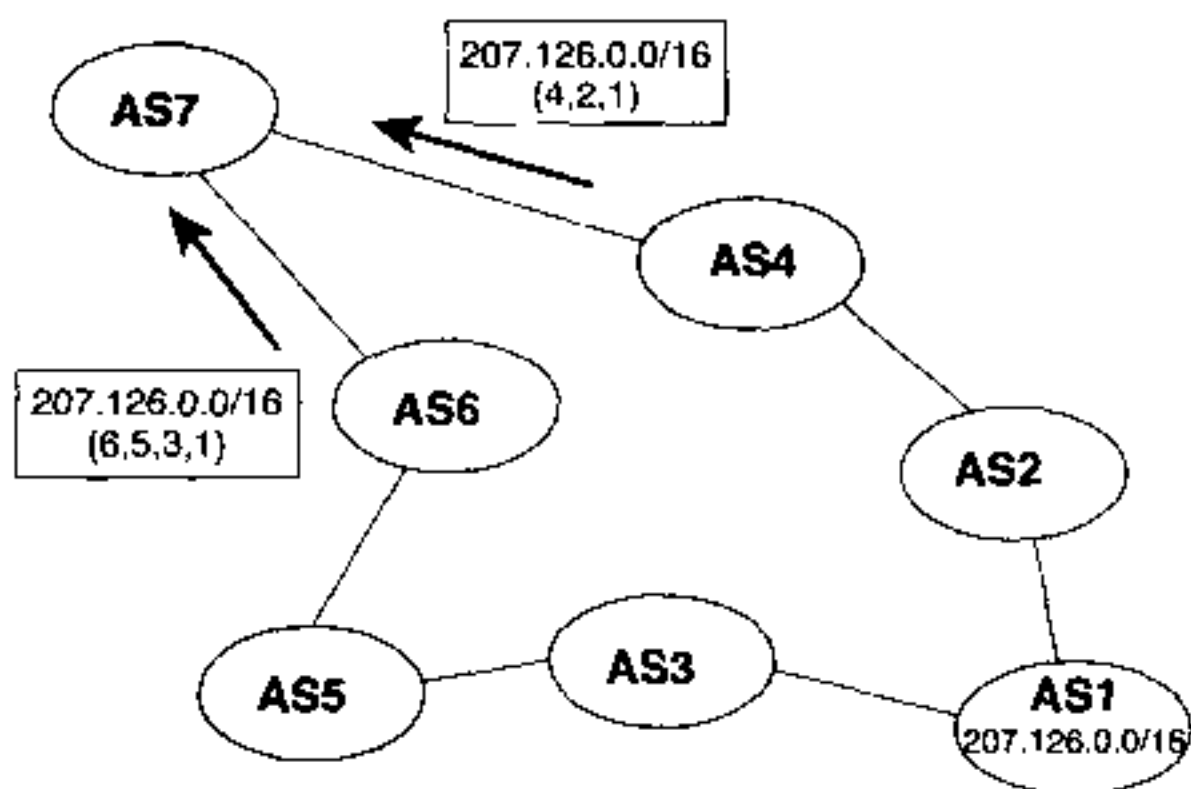 207.126.0.0/16
(4,2,1)
AS7
AS4
207.126.0.0/16
(6,5,3,1)
AS6
AS2
AS5
AS3
AS1
207.126.0.0/16